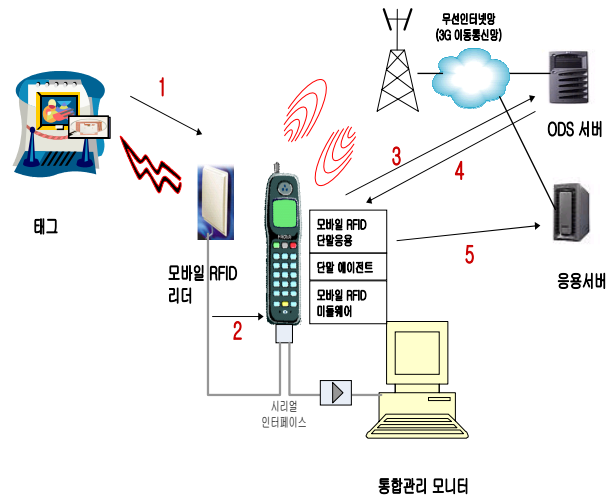 무선인터넷망
(3G 이동통신망)
1
ODS 서버
3
4
태그
모바일 RFID
단말응용
5
단말 에이전트
모바일 RFID
리더
모바일 RFID
미들웨어
응용서버
2
시리얼
인터페이스
통합관리 모니터